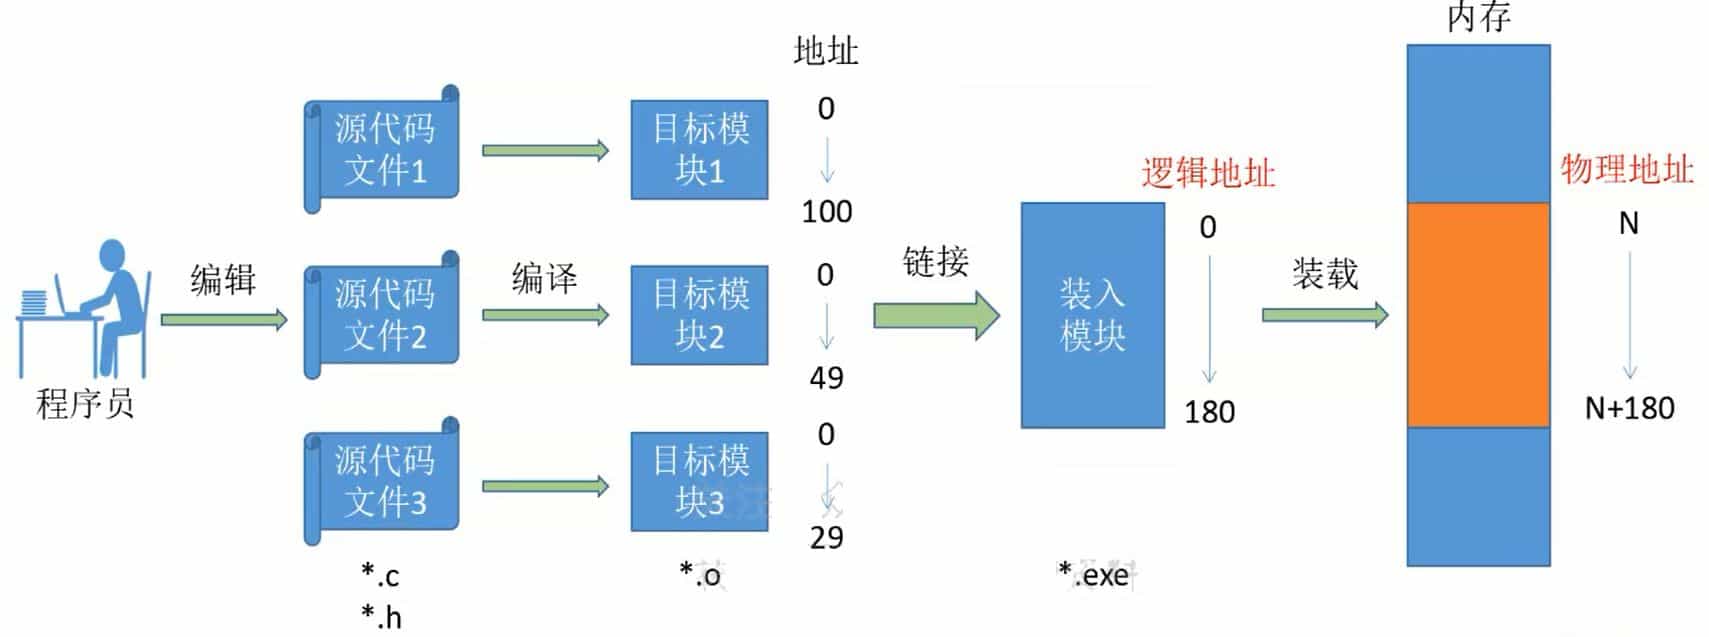 内存
地址
0
源代码
文件1
目标模
块1
100
逻辑地址
物理地址
0
N
编辑
源代码
文件2
编译
目标模
块2
0
49
链接
装入
模块
装载
180
N+180
程序员
源代码
文件3
目标模
块3
0
29
*.c
*.h
*.o
*.exe